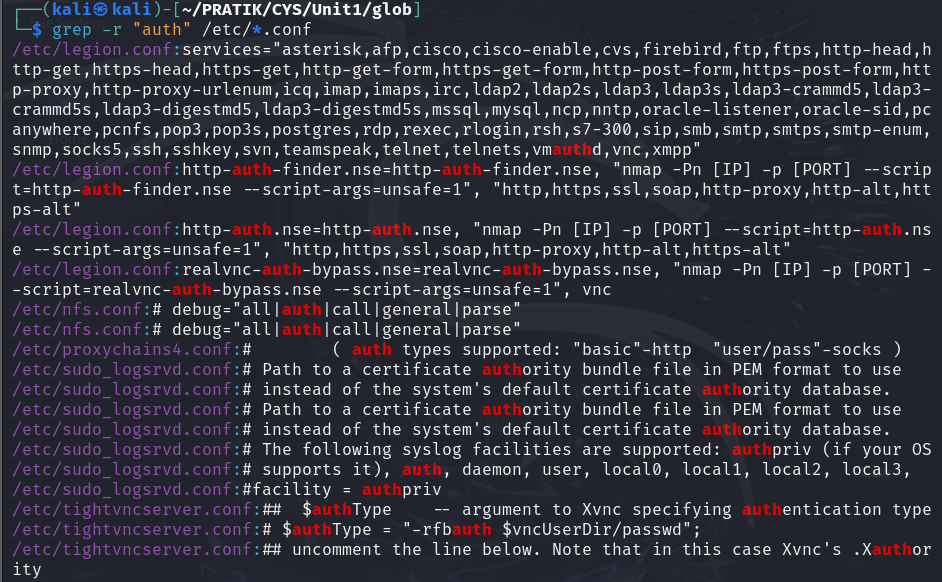 ┌──(kali㉿kali)-[~/PRATIK/CYS/Unit1/glob]
└─$ grep -r "auth" /etc/*.conf
/etc/legion.conf:services="asterisk,afp,cisco,cisco-enable,cvs,firebird,ftp,ftps,http-head,h
ttp-get,https-head,https-get,http-get-form,https-get-form,http-post-form,https-post-form,htt
p-proxy,http-proxy-urlenum,icq,imap,imaps,irc,ldap2,ldap2s,ldap3,ldap3s,ldap3-crammd5,ldap3-
crammd5s,ldap3-digestmd5,ldap3-digestmd5s,mssql,mysql,ncp,nntp,oracle-listener,oracle-sid,pc
anywhere,pcnfs,pop3,pop3s,postgres,rdp,rexec,rlogin,rsh,s7-300,sip,smb,smtp,smtps,smtp-enum,
snmp,socks5,ssh,sshkey,svn,teamspeak,telnet,telnets,vmauthd,vnc,xmpp"
/etc/legion.conf:http-auth-finder.nse=http-auth-finder.nse, "nmap -Pn [IP] -p [PORT] --scrip
t=http-auth-finder.nse --script-args=unsafe=1", "http,https,ssl,soap,http-proxy,http-alt,htt
ps-alt"
/etc/legion.conf:http-auth.nse=http-auth.nse, "nmap -Pn [IP] -p [PORT] --script=http-auth.ns
e --script-args=unsafe=1", "http,https,ssl,soap,http-proxy,http-alt,https-alt"
/etc/legion.conf:realvnc-auth-bypass.nse=realvnc-auth-bypass.nse, "nmap -Pn [IP] -p [PORT] -
-script=realvnc-auth-bypass.nse --script-args=unsafe=1", vnc
/etc/nfs.conf:# debug="all|auth|call|general|parse"
/etc/nfs.conf:# debug="all|auth|call|general|parse"
/etc/proxychains4.conf:#        ( auth types supported: "basic"-http  "user/pass"-socks )
/etc/sudo_logsrvd.conf:# Path to a certificate authority bundle file in PEM format to use
/etc/sudo_logsrvd.conf:# instead of the system's default certificate authority database.
/etc/sudo_logsrvd.conf:# Path to a certificate authority bundle file in PEM format to use
/etc/sudo_logsrvd.conf:# instead of the system's default certificate authority database.
/etc/sudo_logsrvd.conf:# The following syslog facilities are supported: authpriv (if your OS
/etc/sudo_logsrvd.conf:# supports it), auth, daemon, user, local0, local1, local2, local3,
/etc/sudo_logsrvd.conf:#facility = authpriv
/etc/tightvncserver.conf:##  $authType    -- argument to Xvnc specifying authentication type
/etc/tightvncserver.conf:# $authType = "-rfbauth $vncUserDir/passwd";
/etc/tightvncserver.conf:## uncomment the line below. Note that in this case Xvnc's .Xauthor
ity